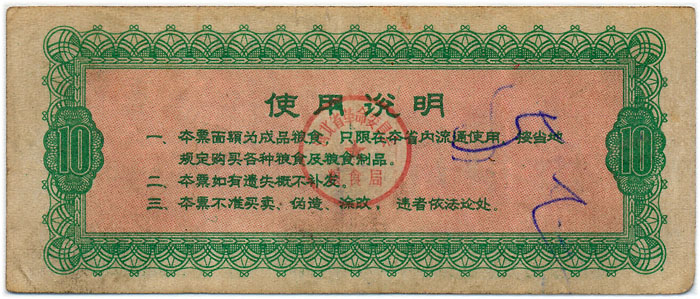 使用说明
10
10
一、本票面额为成品粮食，只限在本省内流通使用，按当地
规定购买各种粮食及粮食制品。
二、本票如有遗失概不补发。
三、本票不准买卖、伪造、涂改，违者依法论处。
粮食局